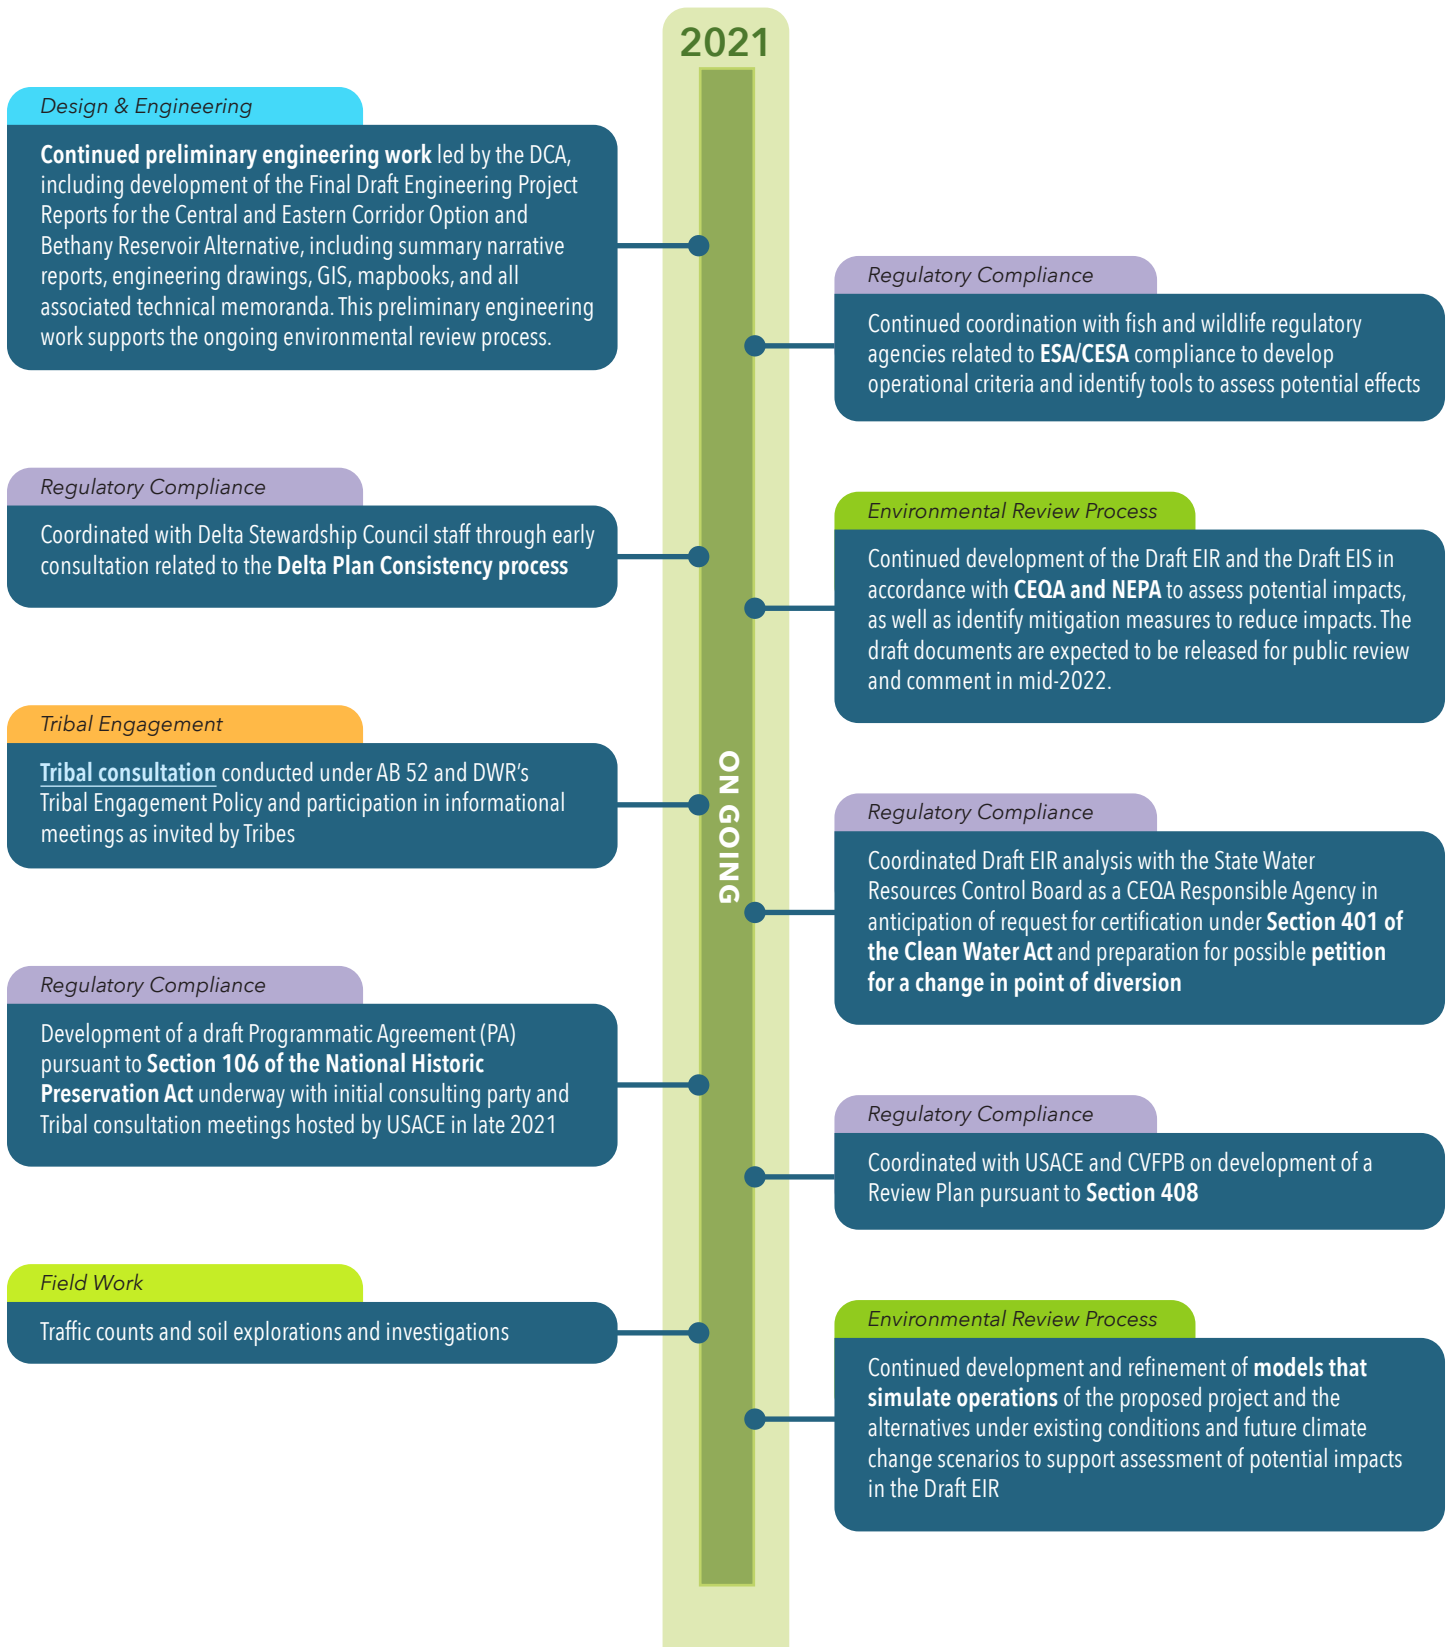 2021
Design & Engineering
Continued preliminary engineering work led by the DCA,
including development of the Final Draft Engineering Project
Reports for the Central and Eastern Corridor Option and
Bethany Reservoir Alternative, including summary narrative
reports, engineering drawings, GIS, mapbooks, and all
associated technical memoranda. This preliminary engineering
work supports the ongoing environmental review process.
Regulatory Compliance
Continued coordination with fish and wildlife regulatory
agencies related to ESA/CESA compliance to develop
operational criteria and identify tools to assess potential effects
Regulatory Compliance
Coordinated with Delta Stewardship Council staff through early
consultation related to the Delta Plan Consistency process
Environmental Review Process
Continued development of the Draft EIR and the Draft EIS in
accordance with CEQA and NEPA to assess potential impacts,
as well as identify mitigation measures to reduce impacts. The
draft documents are expected to be released for public review
and comment in mid-2022.
Tribal Engagement
Tribal consultation conducted under AB 52 and DWR’s
Tribal Engagement Policy and participation in informational
meetings as invited by Tribes
ON GOING
Regulatory Compliance
Coordinated Draft EIR analysis with the State Water
Resources Control Board as a CEQA Responsible Agency in
anticipation of request for certification under Section 401 of
the Clean Water Act and preparation for possible petition
for a change in point of diversion
Regulatory Compliance
Development of a draft Programmatic Agreement (PA)
pursuant to Section 106 of the National Historic
Preservation Act underway with initial consulting party and
Tribal consultation meetings hosted by USACE in late 2021
Regulatory Compliance
Coordinated with USACE and CVFPB on development of a
Review Plan pursuant to Section 408
Field Work
Traffic counts and soil explorations and investigations
Environmental Review Process
Continued development and refinement of models that
simulate operations of the proposed project and the
alternatives under existing conditions and future climate
change scenarios to support assessment of potential impacts
in the Draft EIR